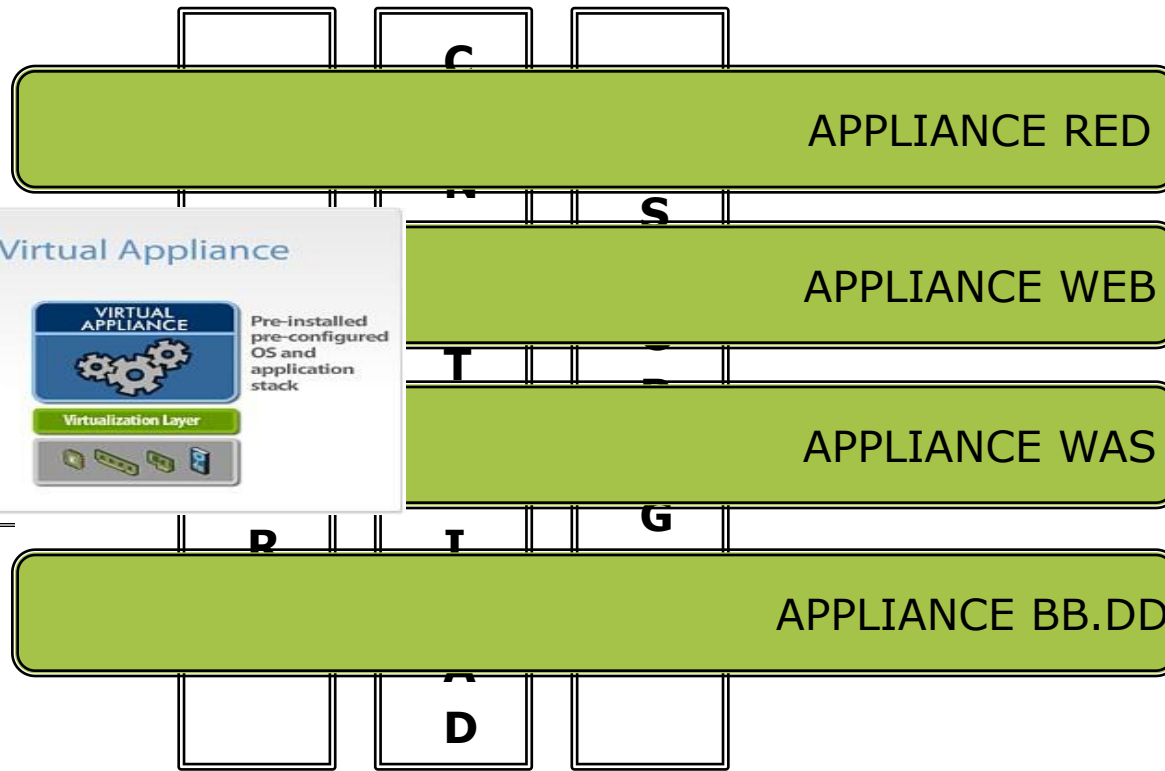 C
APPLIANCE RED
S
APPLIANCE WEB
Virtual Appliance
VIRTUAL
APPLIANCE
Pre-installed
pre-configured
OS and
application
stack
Virtualization Layer
T
APPLIANCE WAS
G
R
I
APPLIANCE BB.DD
D